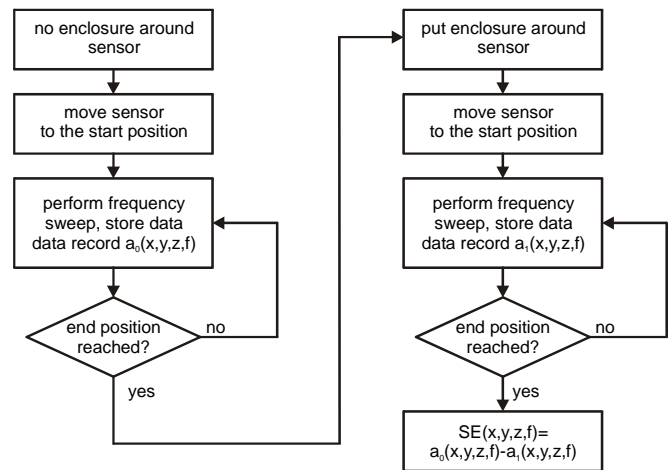 no enclosure around
sensor
move sensor
to the start position
perform frequency
sweep, store data
data record a₀(x,y,z,f)
end position
reached?
no
yes
put enclosure around
sensor
move sensor
to the start position
perform frequency
sweep, store data
data record a₁(x,y,z,f)
end position
reached?
no
yes
SE(x,y,z,f)=
a₀(x,y,z,f)-a₁(x,y,z,f)